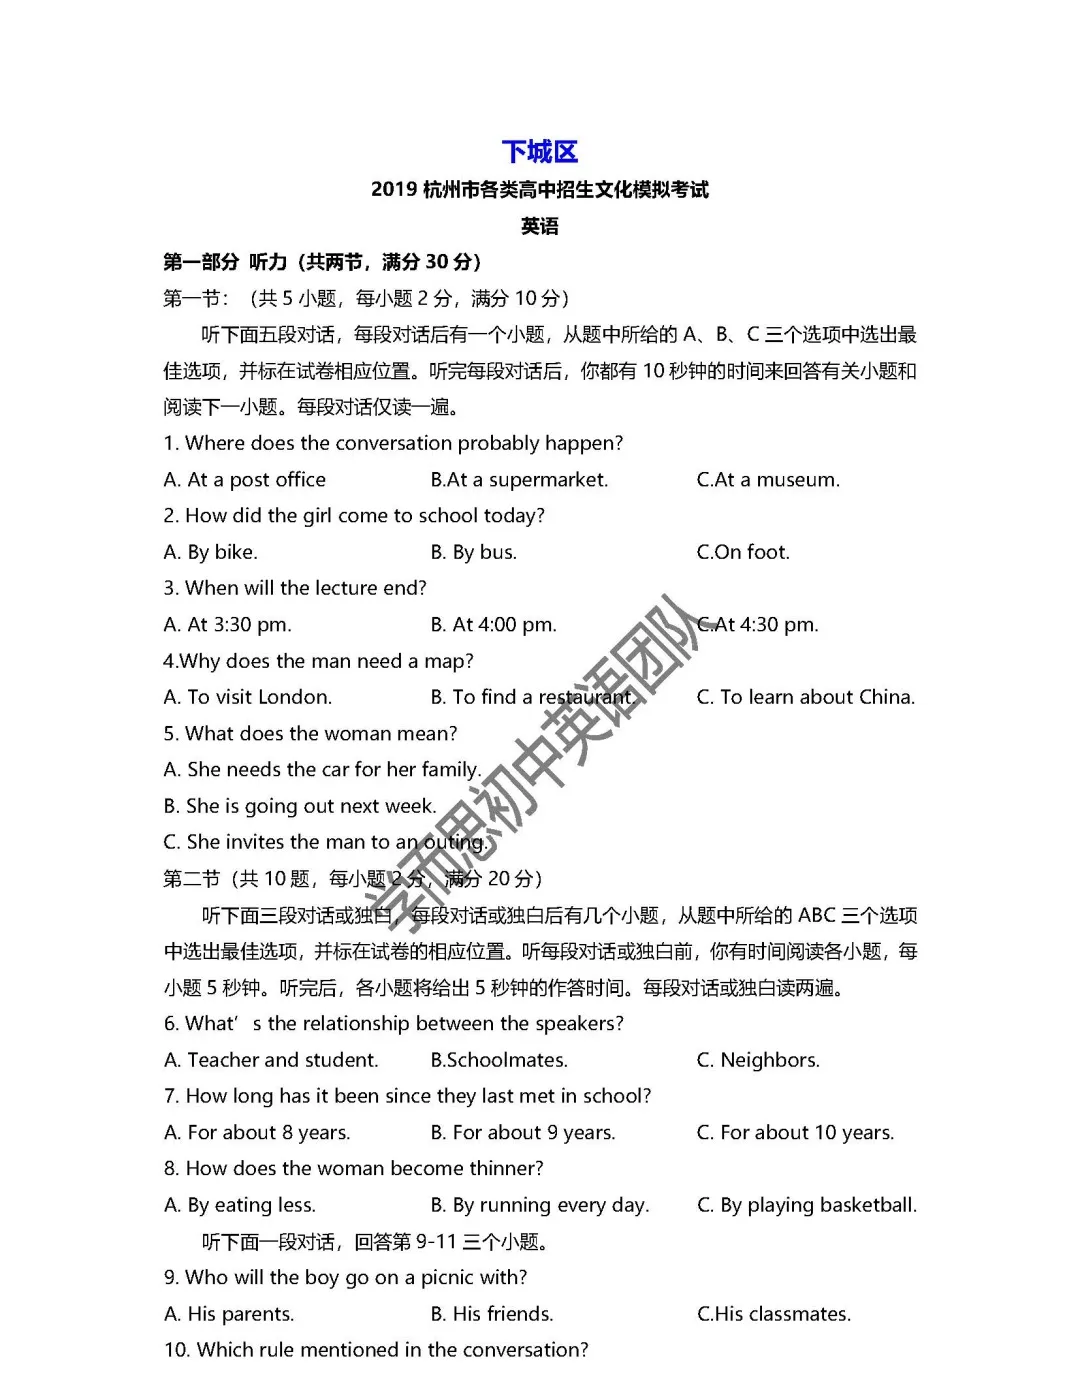 下城区
2019 杭州市各类高中招生文化模拟考试
英语
第一部分 听力（共两节，满分 30 分）
第一节：（共 5 小题，每小题 2 分，满分 10 分）
听下面五段对话，每段对话后有一个小题，从题中所给的 A、B、C 三个选项中选出最
佳选项，并标在试卷相应位置。听完每段对话后，你都有 10 秒钟的时间来回答有关小题和
阅读下一小题。每段对话仅读一遍。
1. Where does the conversation probably happen?
A. At a post office B.At a supermarket. C.At a museum.
2. How did the girl come to school today?
A. By bike. B. By bus. C.On foot.
3. When will the lecture end?
A. At 3:30 pm. B. At 4:00 pm. C.At 4:30 pm.
4.Why does the man need a map?
A. To visit London. B. To find a restaurant. C. To learn about China.
5. What does the woman mean?
A. She needs the car for her family.
B. She is going out next week.
C. She invites the man to an outing.
第二节（共 10 题，每小题 2 分，满分 20 分）
听下面三段对话或独白，每段对话或独白后有几个小题，从题中所给的 ABC 三个选项
中选出最佳选项，并标在试卷的相应位置。听每段对话或独白前，你有时间阅读各小题，每
小题 5 秒钟。听完后，各小题将给出 5 秒钟的作答时间。每段对话或独白读两遍。
6. What’s the relationship between the speakers?
A. Teacher and student. B.Schoolmates. C. Neighbors.
7. How long has it been since they last met in school?
A. For about 8 years. B. For about 9 years. C. For about 10 years.
8. How does the woman become thinner?
A. By eating less. B. By running every day. C. By playing basketball.
听下面一段对话，回答第 9-11 三个小题。
9. Who will the boy go on a picnic with?
A. His parents. B. His friends. C.His classmates.
10. Which rule mentioned in the conversation?
学而思初中英语团队